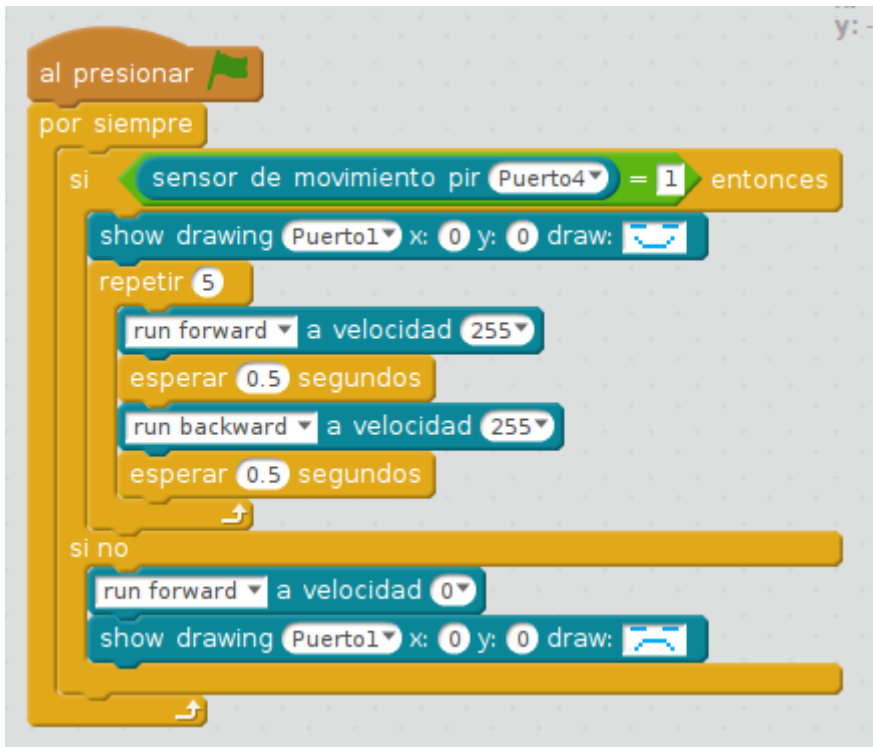 y: -
al presionar
por siempre
si sensor de movimiento pir Puerto4 = 1 entonces
show drawing Puerto1 x: 0 y: 0 draw:
repetir 5
run forward a velocidad 255
esperar 0.5 segundos
run backward a velocidad 255
esperar 0.5 segundos
si no
run forward a velocidad 0
show drawing Puerto1 x: 0 y: 0 draw: